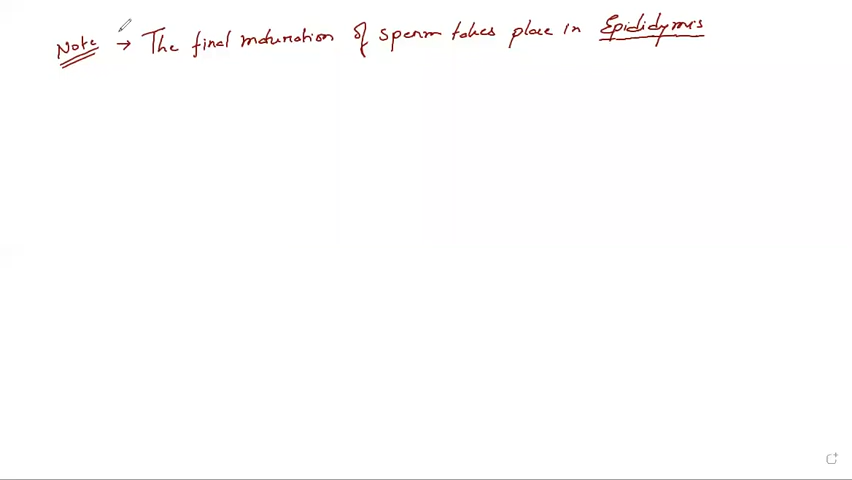 Note → The final maturation of sperm takes place in Epididymis